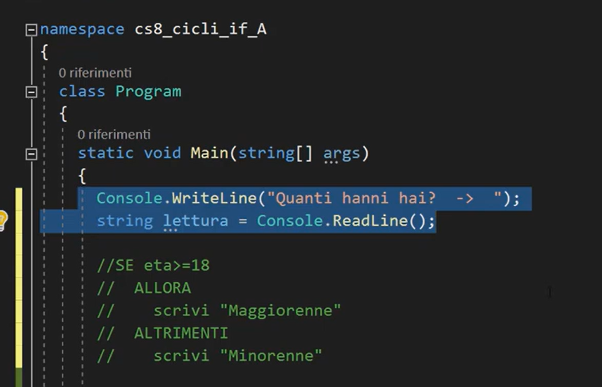 namespace cs8_cicli_if_A
{
0 riferimenti
class Program
{
0 riferimenti
static void Main(string[] args)
{
Console.WriteLine("Quanti hanni hai?  ->  ");
string lettura = Console.ReadLine();
//SE eta>=18
//  ALLORA
//    scrivi "Maggiorenne"
//  ALTRIMENTI
//    scrivi "Minorenne"